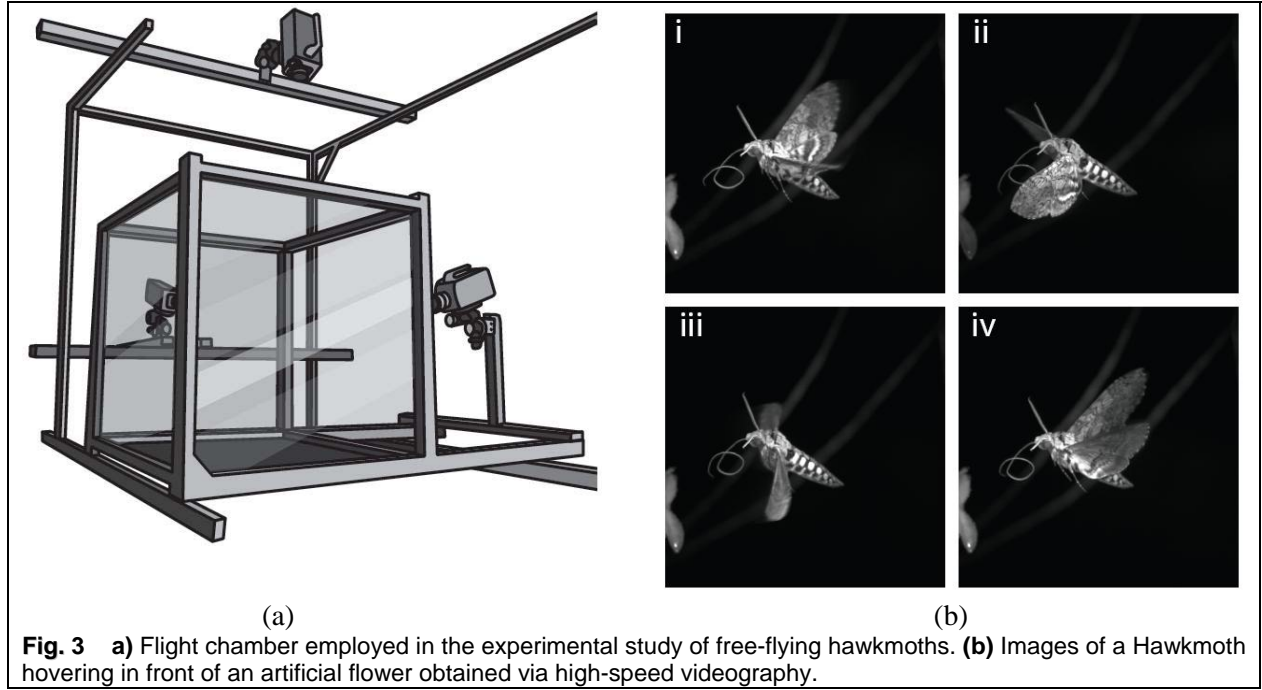 i
ii
iii
iv
(a)
(b)
Fig. 3 a) Flight chamber employed in the experimental study of free-flying hawkmoths. (b) Images of a Hawkmoth
hovering in front of an artificial flower obtained via high-speed videography.